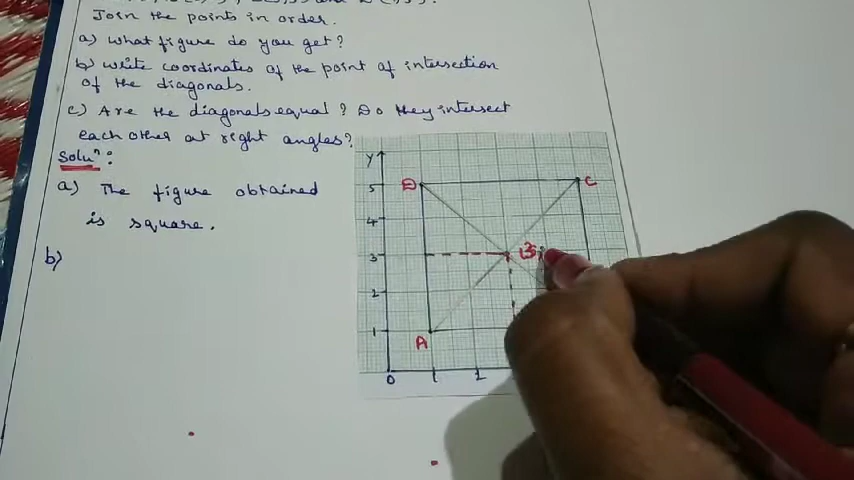 Join the points in order.
a) What figure do you get?
b) Write coordinates of the point of intersection
of the diagonals.
c) Are the diagonals equal? Do they intersect
each other at right angles?
Soluⁿ:
a) The figure obtained
is square.
b)
Y
5
4
3
2
1
0
1
2
D
C
A
(3,